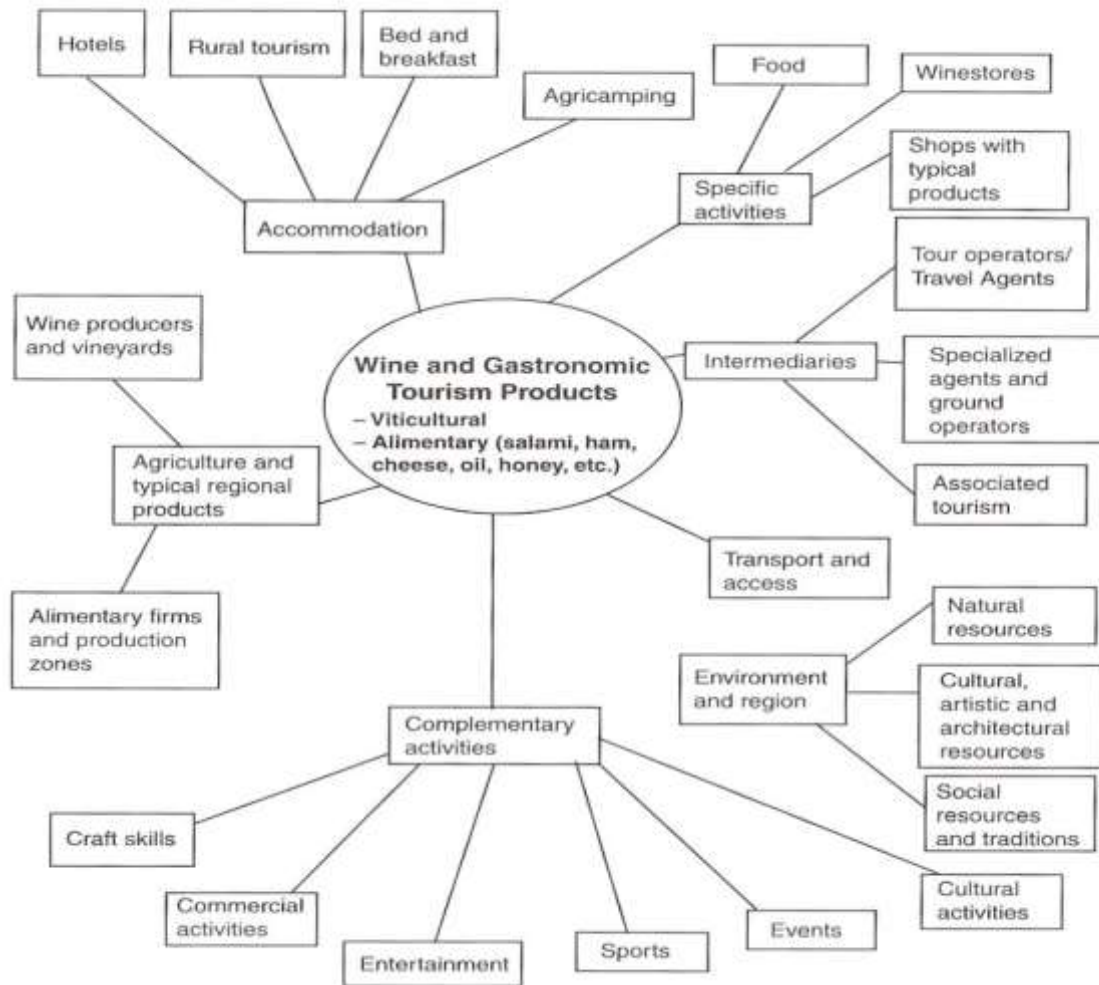 Hotels
Rural tourism
Bed and
breakfast
Agricamping
Accommodation
Food
Winestores
Shops with
typical
products
Specific
activities
Tour operators/
Travel Agents
Intermediaries
Specialized
agents and
ground
operators
Associated
tourism
Wine producers
and vineyards
Wine and Gastronomic
Tourism Products
– Viticultural
– Alimentary (salami, ham,
cheese, oil, honey, etc.)
Agriculture and
typical regional
products
Alimentary firms
and production
zones
Transport and
access
Natural
resources
Environment
and region
Cultural,
artistic and
architectural
resources
Social
resources
and traditions
Complementary
activities
Craft skills
Commercial
activities
Entertainment
Sports
Events
Cultural
activities